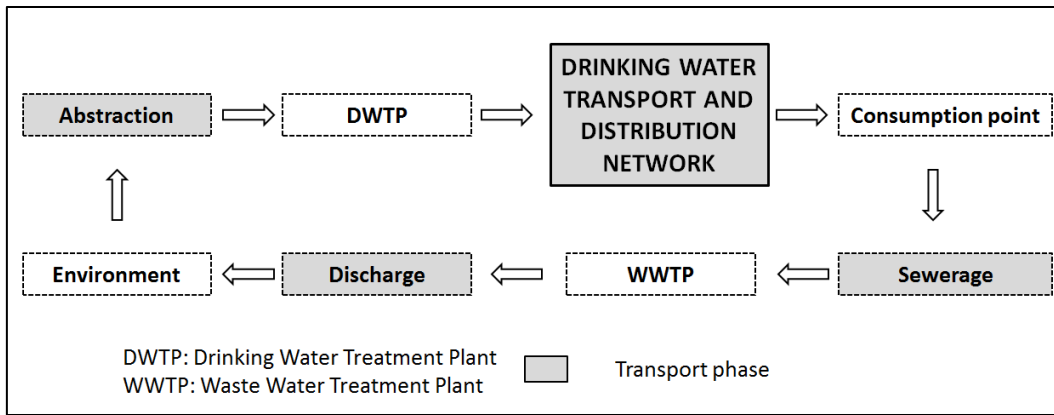 Abstraction
DWTP
DRINKING WATER
TRANSPORT AND
DISTRIBUTION
NETWORK
Consumption point
Environment
Discharge
WWTP
Sewerage
DWTP: Drinking Water Treatment Plant
WWTP: Waste Water Treatment Plant
Transport phase